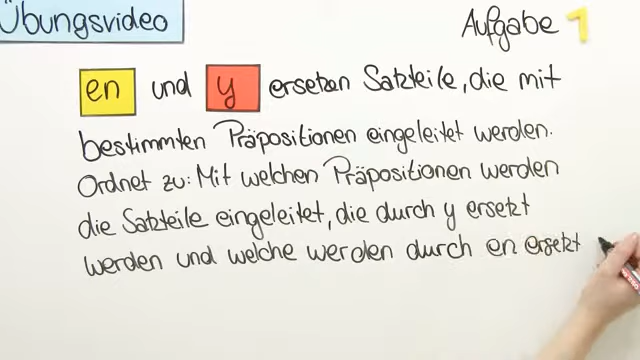 Übungsvideo
Aufgabe 1
en und y ersetzen Satzteile, die mit
bestimmten Präpositionen eingeleitet werden.
Ordnet zu: Mit welchen Präpositionen werden
die Satzteile eingeleitet, die durch y ersetzt
werden und welche werden durch en ersetzt